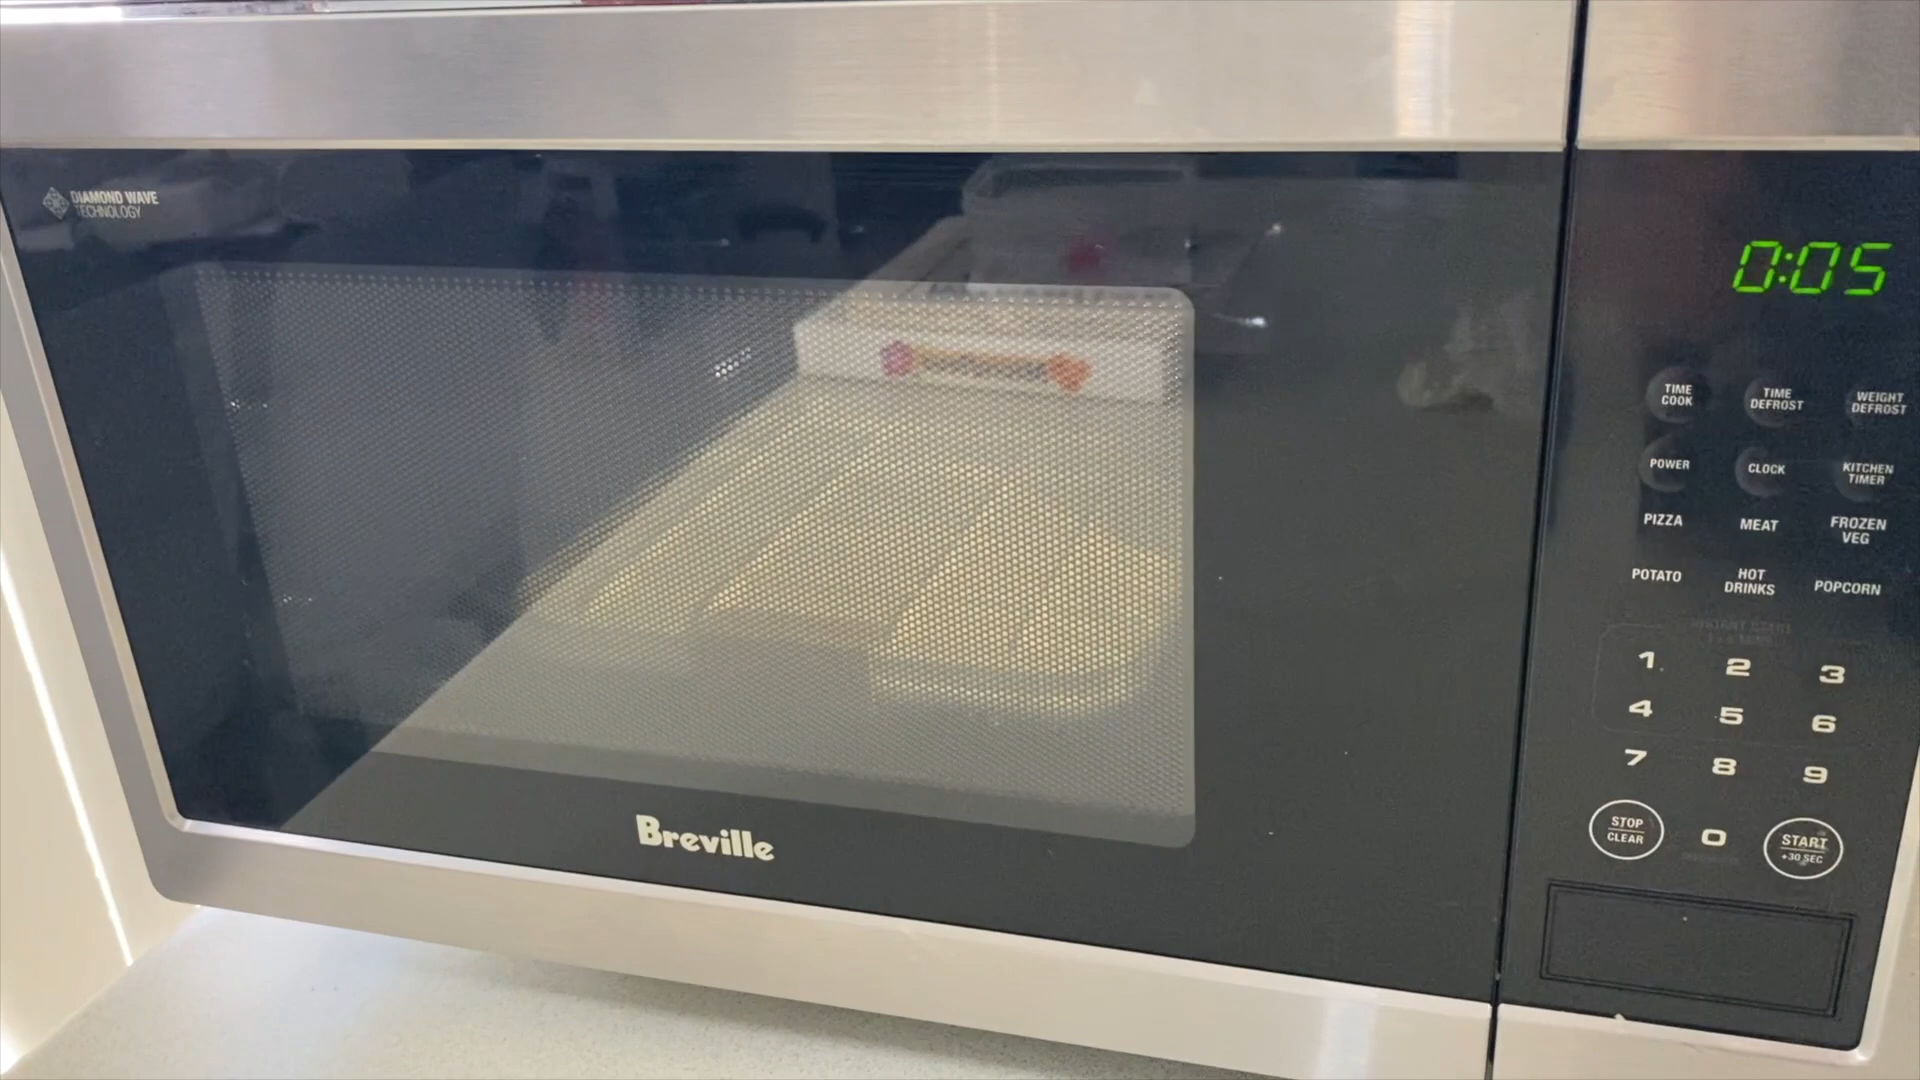 DIAMOND WAVE
TECHNOLOGY
0:05
TIME
COOK
TIME
DEFROST
WEIGHT
DEFROST
POWER
CLOCK
KITCHEN
TIMER
PIZZA
MEAT
FROZEN
VEG
POTATO
HOT
DRINKS
POPCORN
INSTANT START
1 2 3
4 5 6
7 8 9
STOP
CLEAR
0
START
+30 SEC
Breville